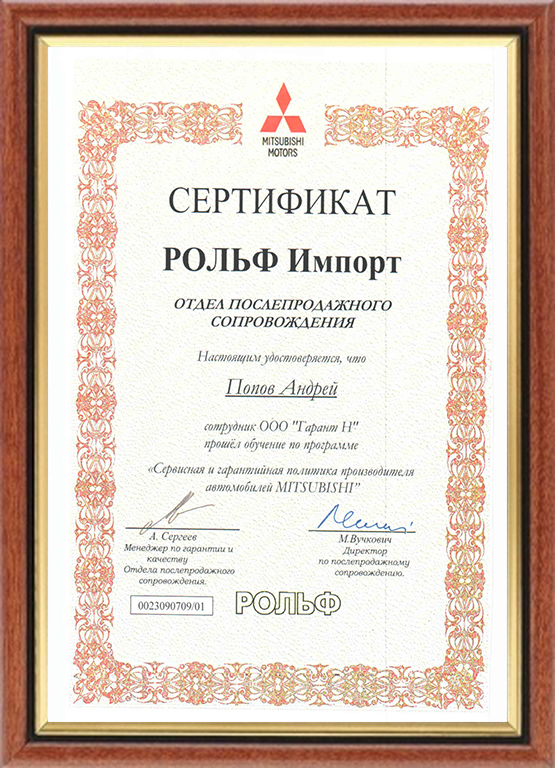 MITSUBISHI
MOTORS
СЕРТИФИКАТ
РОЛЬФ Импорт
ОТДЕЛ ПОСЛЕПРОДАЖНОГО
СОПРОВОЖДЕНИЯ
Настоящим удостоверяется, что
Попов Андрей
сотрудник ООО "Гарант Н"
прошёл обучение по программе
«Сервисная и гарантийная политика производителя
автомобилей MITSUBISHI”
А. Сергеев
Менеджер по гарантии и
качеству
Отдела послепродажного
сопровождения.
М.Вучкович
Директор
по послепродажному
сопровождению.
0023090709/01
РОЛЬФ